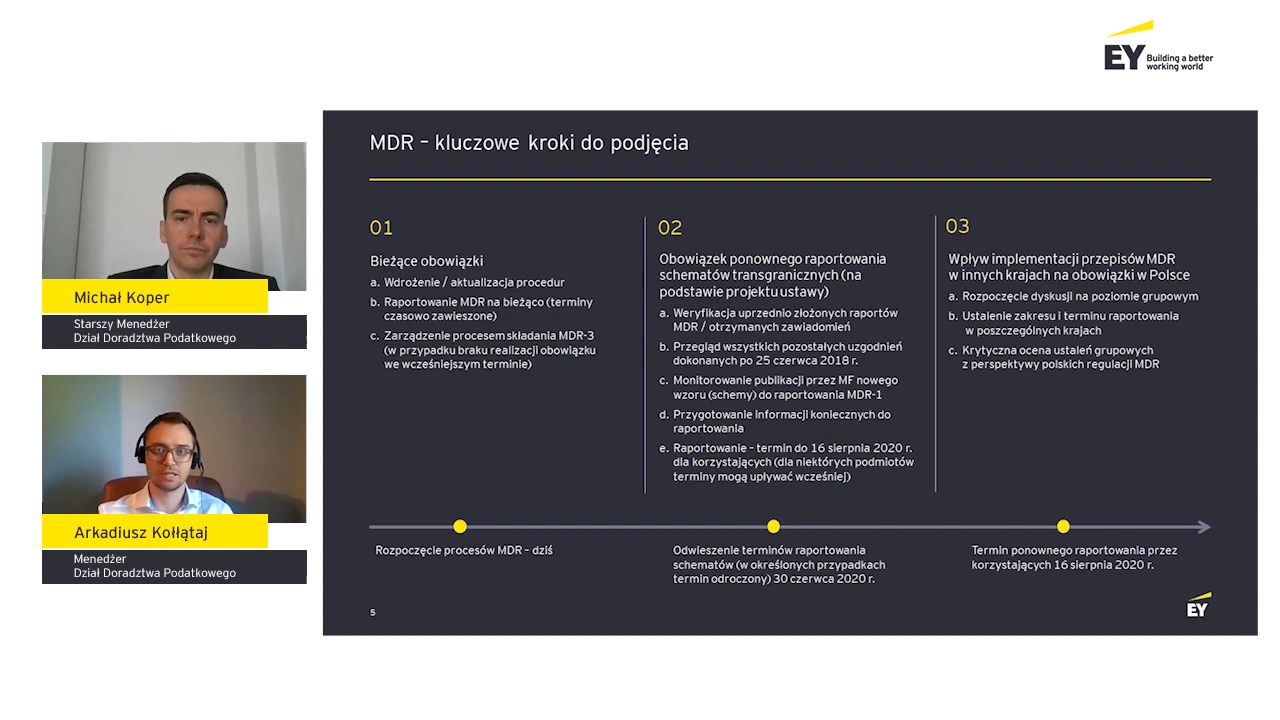 EY Building a better
working world
MDR – kluczowe kroki do podjęcia
Michał Koper
Starszy Menedżer
Dział Doradztwa Podatkowego
Arkadiusz Kołłątaj
Menedżer
Dział Doradztwa Podatkowego
01
Bieżące obowiązki
a. Wdrożenie / aktualizacja procedur
b. Raportowanie MDR na bieżąco (terminy
czasowo zawieszone)
c. Zarządzenie procesem składania MDR-3
(w przypadku braku realizacji obowiązku
we wcześniejszym terminie)
02
Obowiązek ponownego raportowania
schematów transgranicznych (na
podstawie projektu ustawy)
a. Weryfikacja uprzednio złożonych raportów
MDR / otrzymanych zawiadomień
b. Przegląd wszystkich pozostałych uzgodnień
dokonanych po 25 czerwca 2018 r.
c. Monitorowanie publikacji przez MF nowego
wzoru (schemy) do raportowania MDR-1
d. Przygotowanie informacji koniecznych do
raportowania
e. Raportowanie – termin do 16 sierpnia 2020 r.
dla korzystających (dla niektórych podmiotów
terminy mogą upływać wcześniej)
03
Wpływ implementacji przepisów MDR
w innych krajach na obowiązki w Polsce
a. Rozpoczęcie dyskusji na poziomie grupowym
b. Ustalenie zakresu i terminu raportowania
w poszczególnych krajach
c. Krytyczna ocena ustaleń grupowych
z perspektywy polskich regulacji MDR
Rozpoczęcie procesów MDR – dziś
Odwieszenie terminów raportowania
schematów (w określonych przypadkach
termin odroczony) 30 czerwca 2020 r.
Termin ponownego raportowania przez
korzystających 16 sierpnia 2020 r.
5
EY